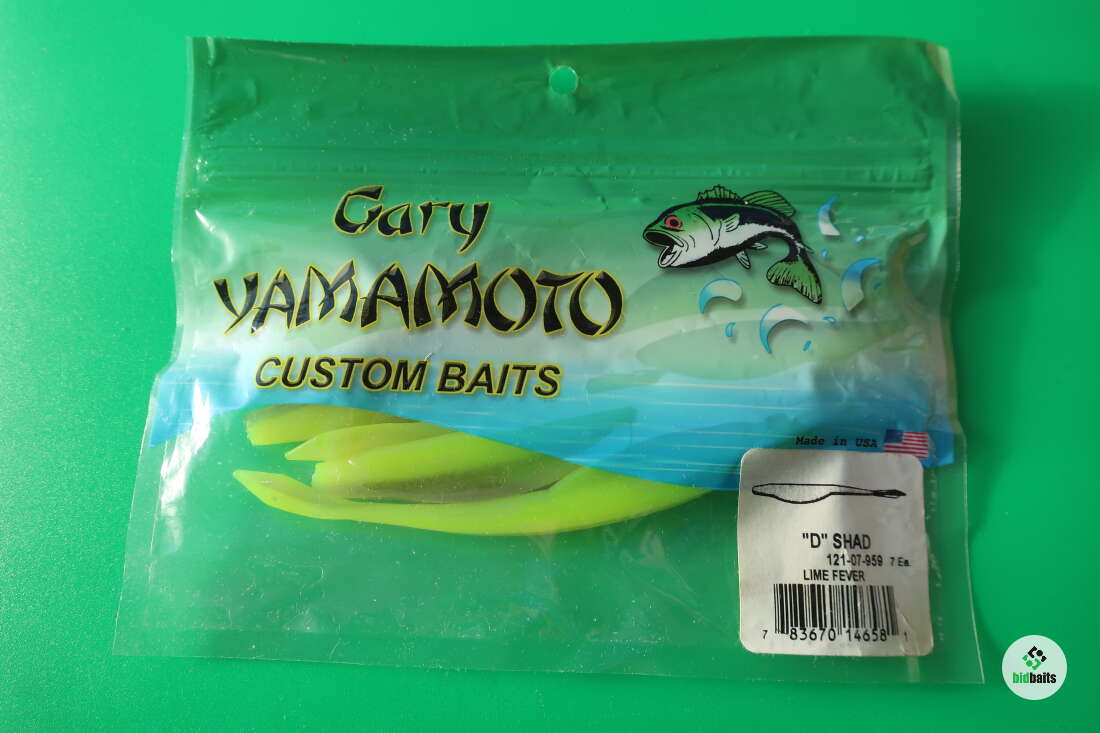 Gary
YAMAMOTO
CUSTOM BAITS
Made in USA
"D" SHAD
121-07-959 7 Ea.
LIME FEVER
7 83670 14658 1
bidbaits